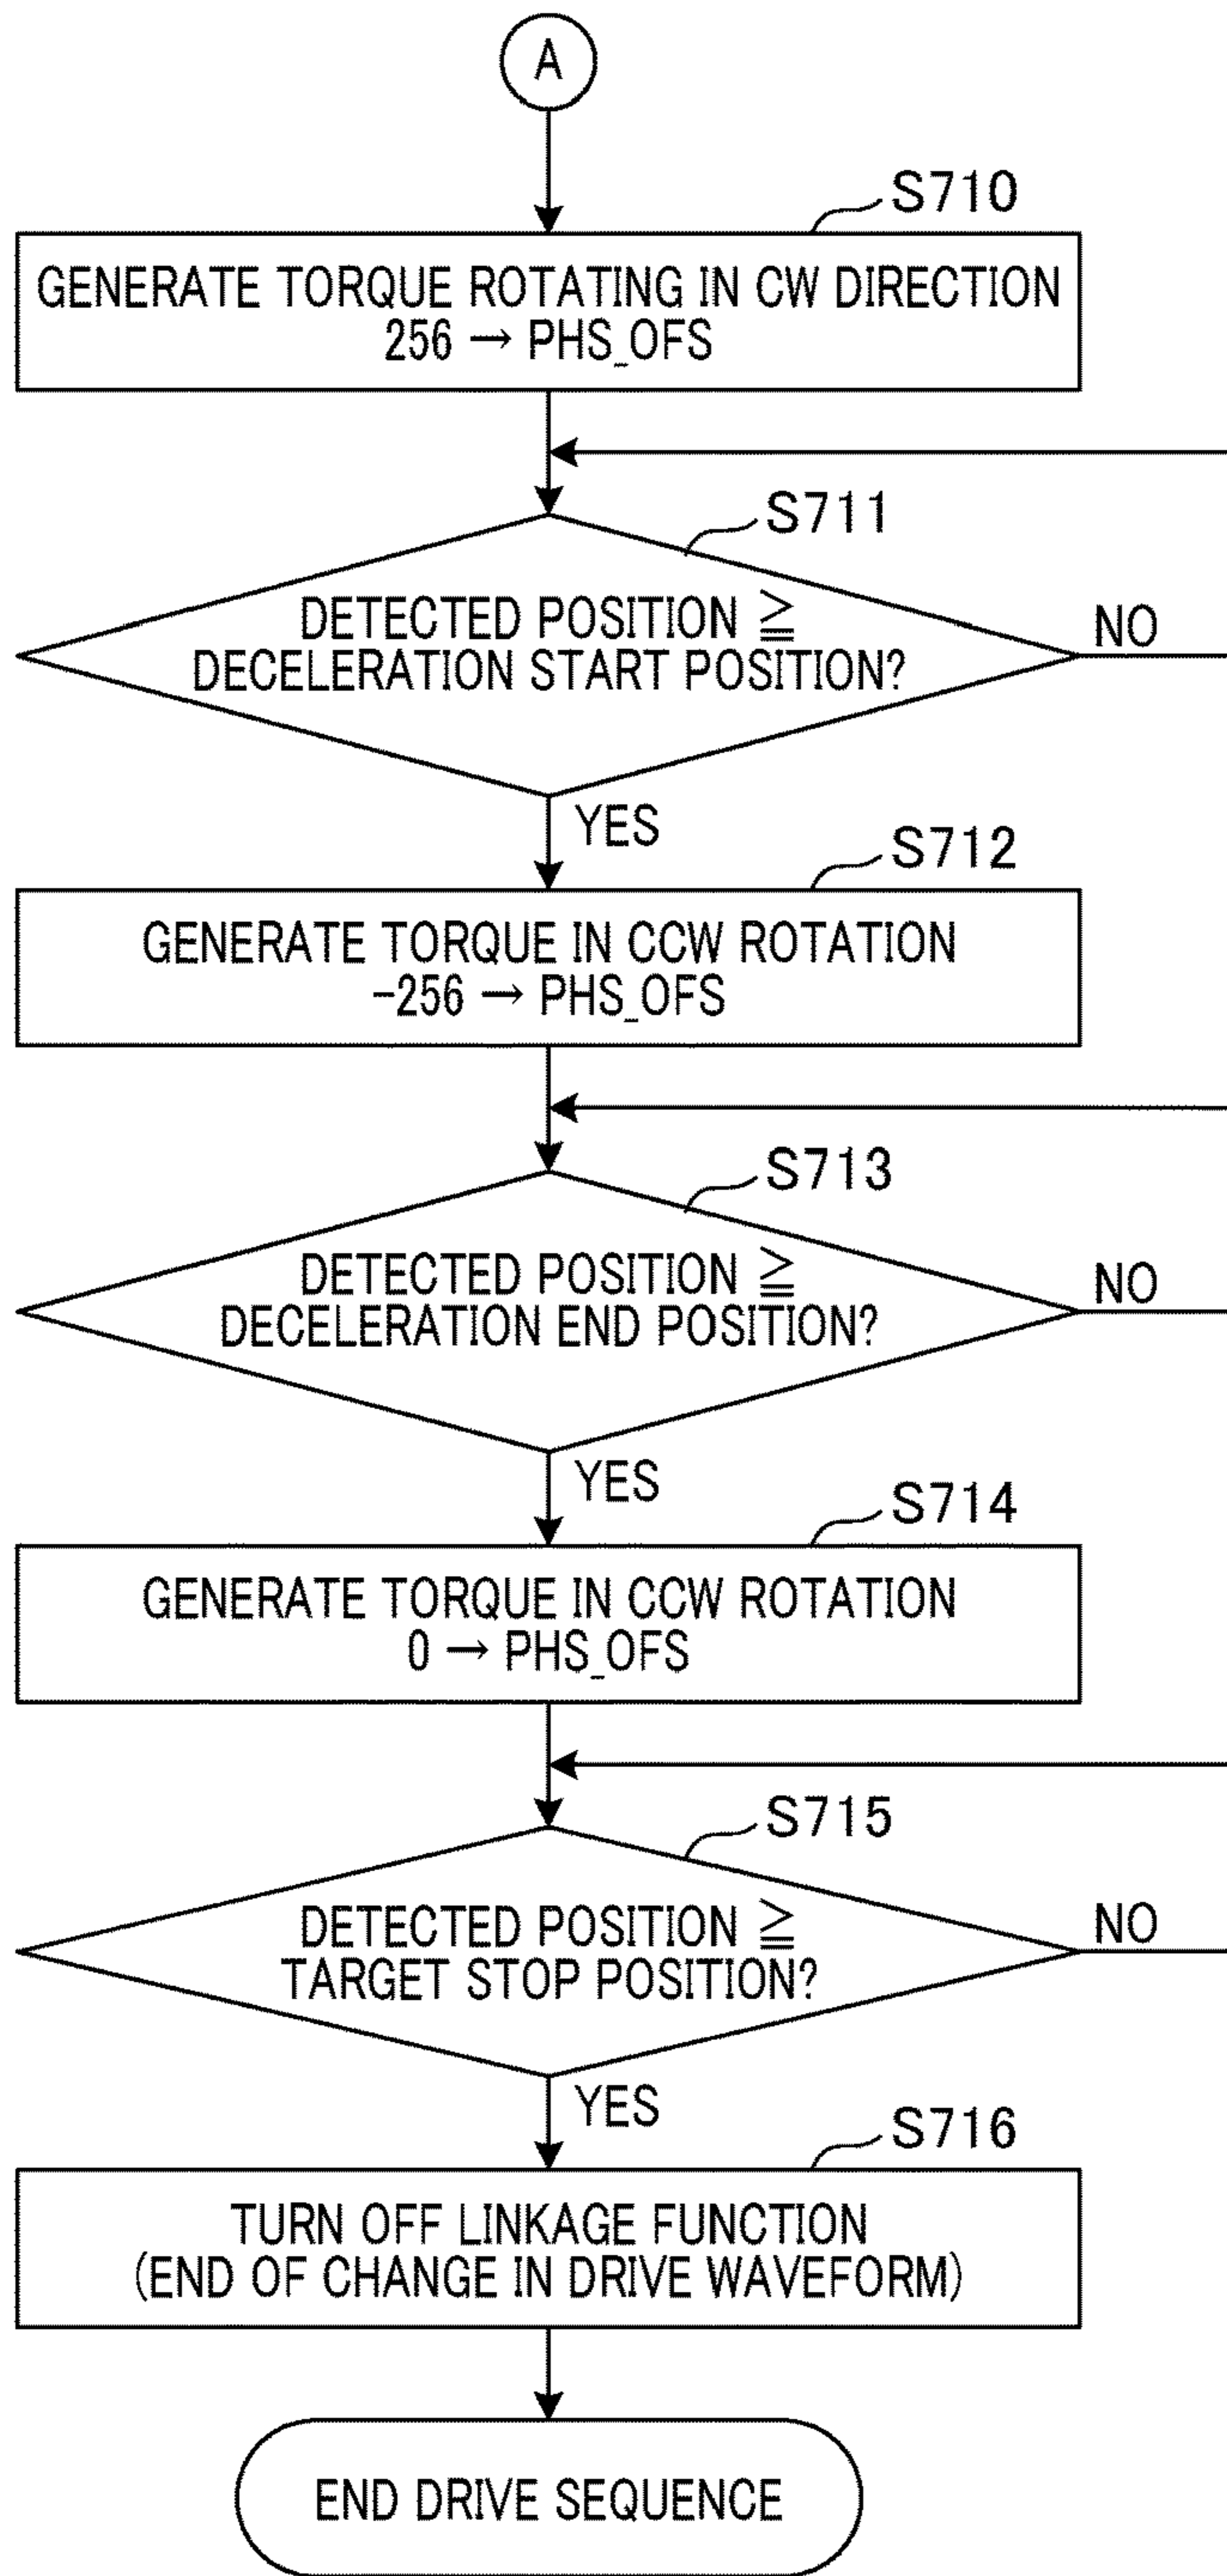 A
S710
GENERATE TORQUE ROTATING IN CW DIRECTION
256 → PHS_OFS
S711
DETECTED POSITION ≧
DECELERATION START POSITION?
NO
YES
S712
GENERATE TORQUE IN CCW ROTATION
−256 → PHS_OFS
S713
DETECTED POSITION ≧
DECELERATION END POSITION?
NO
YES
S714
GENERATE TORQUE IN CCW ROTATION
0 → PHS_OFS
S715
DETECTED POSITION ≧
TARGET STOP POSITION?
NO
YES
S716
TURN OFF LINKAGE FUNCTION
(END OF CHANGE IN DRIVE WAVEFORM)
END DRIVE SEQUENCE